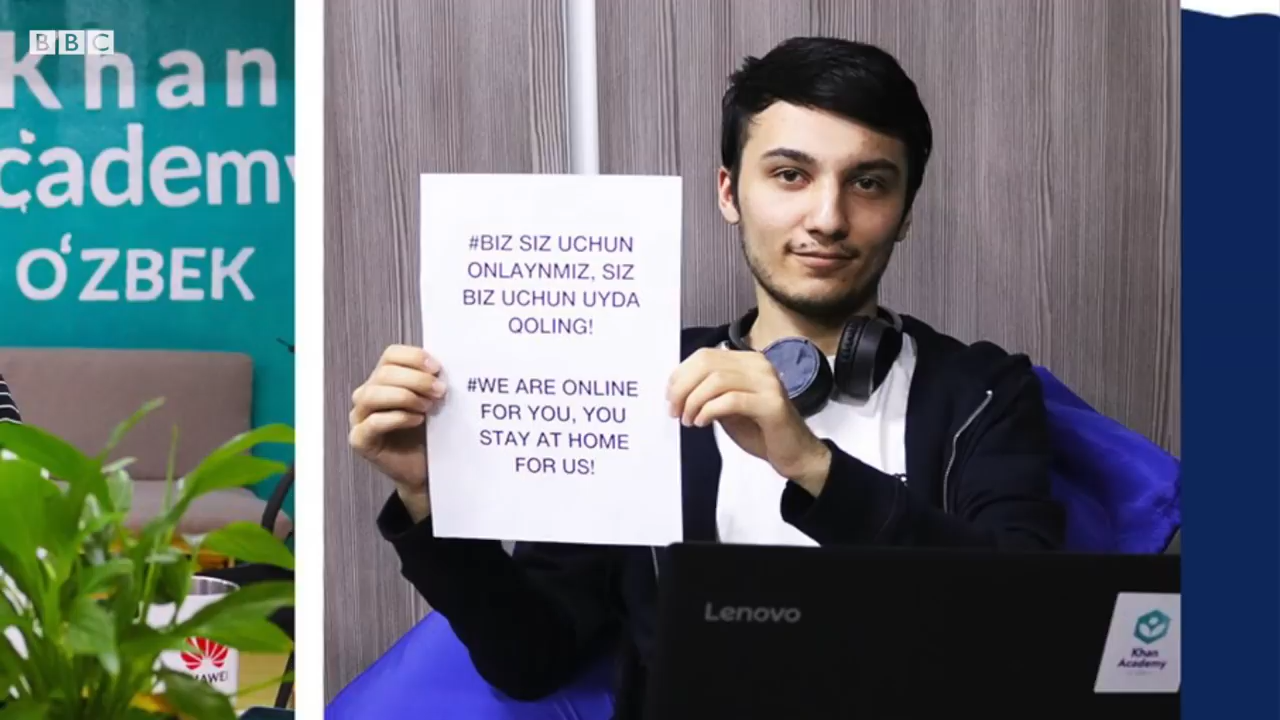 BBC
Khan
Academy
O‘ZBEK
#BIZ SIZ UCHUN
ONLAYNMIZ, SIZ
BIZ UCHUN UYDA
QOLING!
#WE ARE ONLINE
FOR YOU, YOU
STAY AT HOME
FOR US!
Lenovo
Khan
Academy
HUAWEI